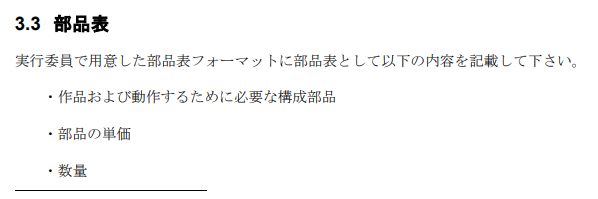 3.3 部品表
実行委員で用意した部品表フォーマットに部品表として以下の内容を記載して下さい。
・作品および動作するために必要な構成部品
・部品の単価
・数量